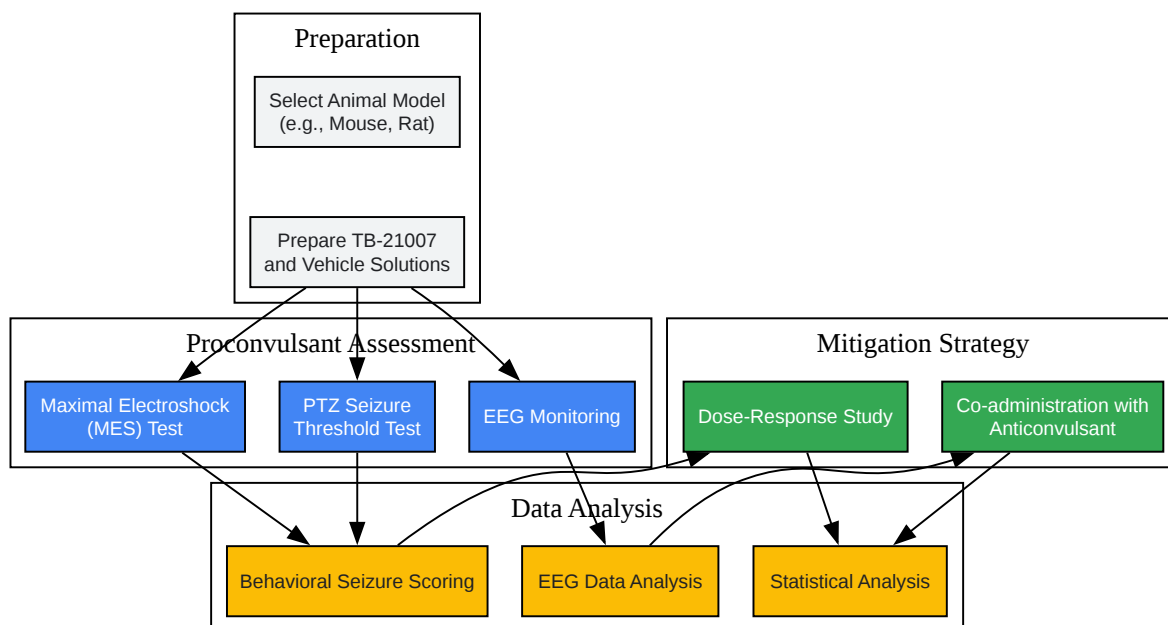 Preparation
Select Animal Model
(e.g., Mouse, Rat)
Prepare TB-21007
and Vehicle Solutions
Proconvulsant Assessment
Maximal Electroshock
(MES) Test
PTZ Seizure
Threshold Test
EEG Monitoring
Mitigation Strategy
Dose-Response Study
Co-administration with
Anticonvulsant
Data Analysis
Behavioral Seizure Scoring
EEG Data Analysis
Statistical Analysis